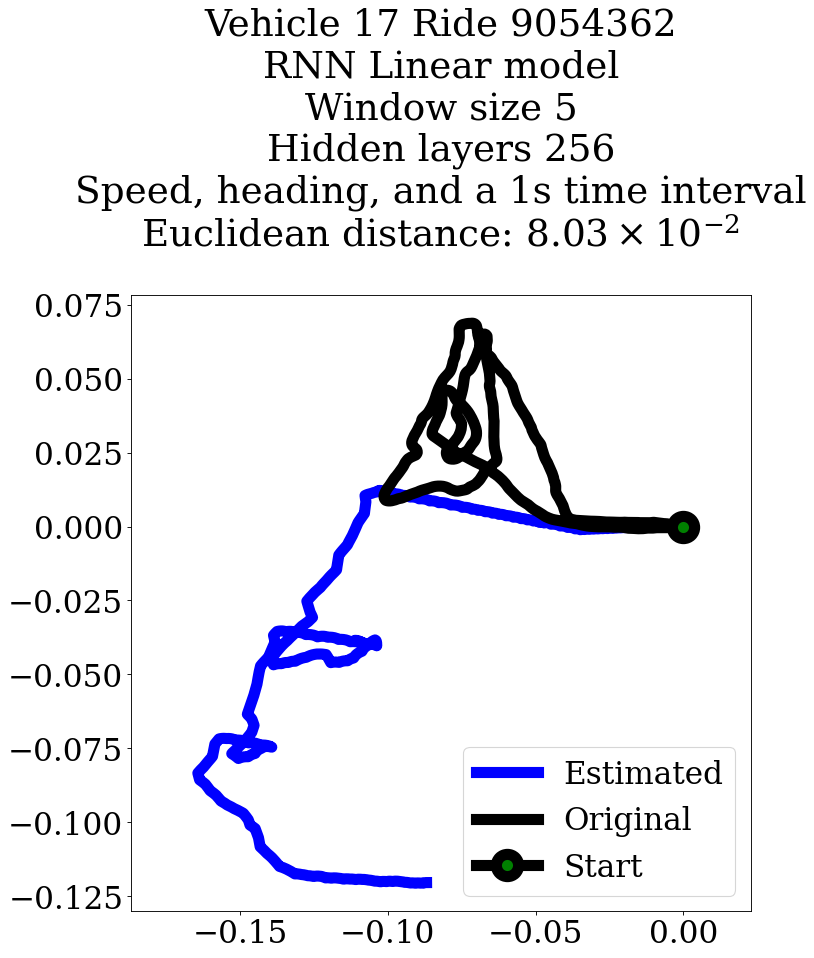 Vehicle 17 Ride 9054362
RNN Linear model
Window size 5
Hidden layers 256
Speed, heading, and a 1s time interval
Euclidean distance: 8.03 × 10⁻²
0.075
0.050
0.025
0.000
−0.025
−0.050
−0.075
−0.100
−0.125
Estimated
Original
Start
−0.15 −0.10 −0.05 0.00